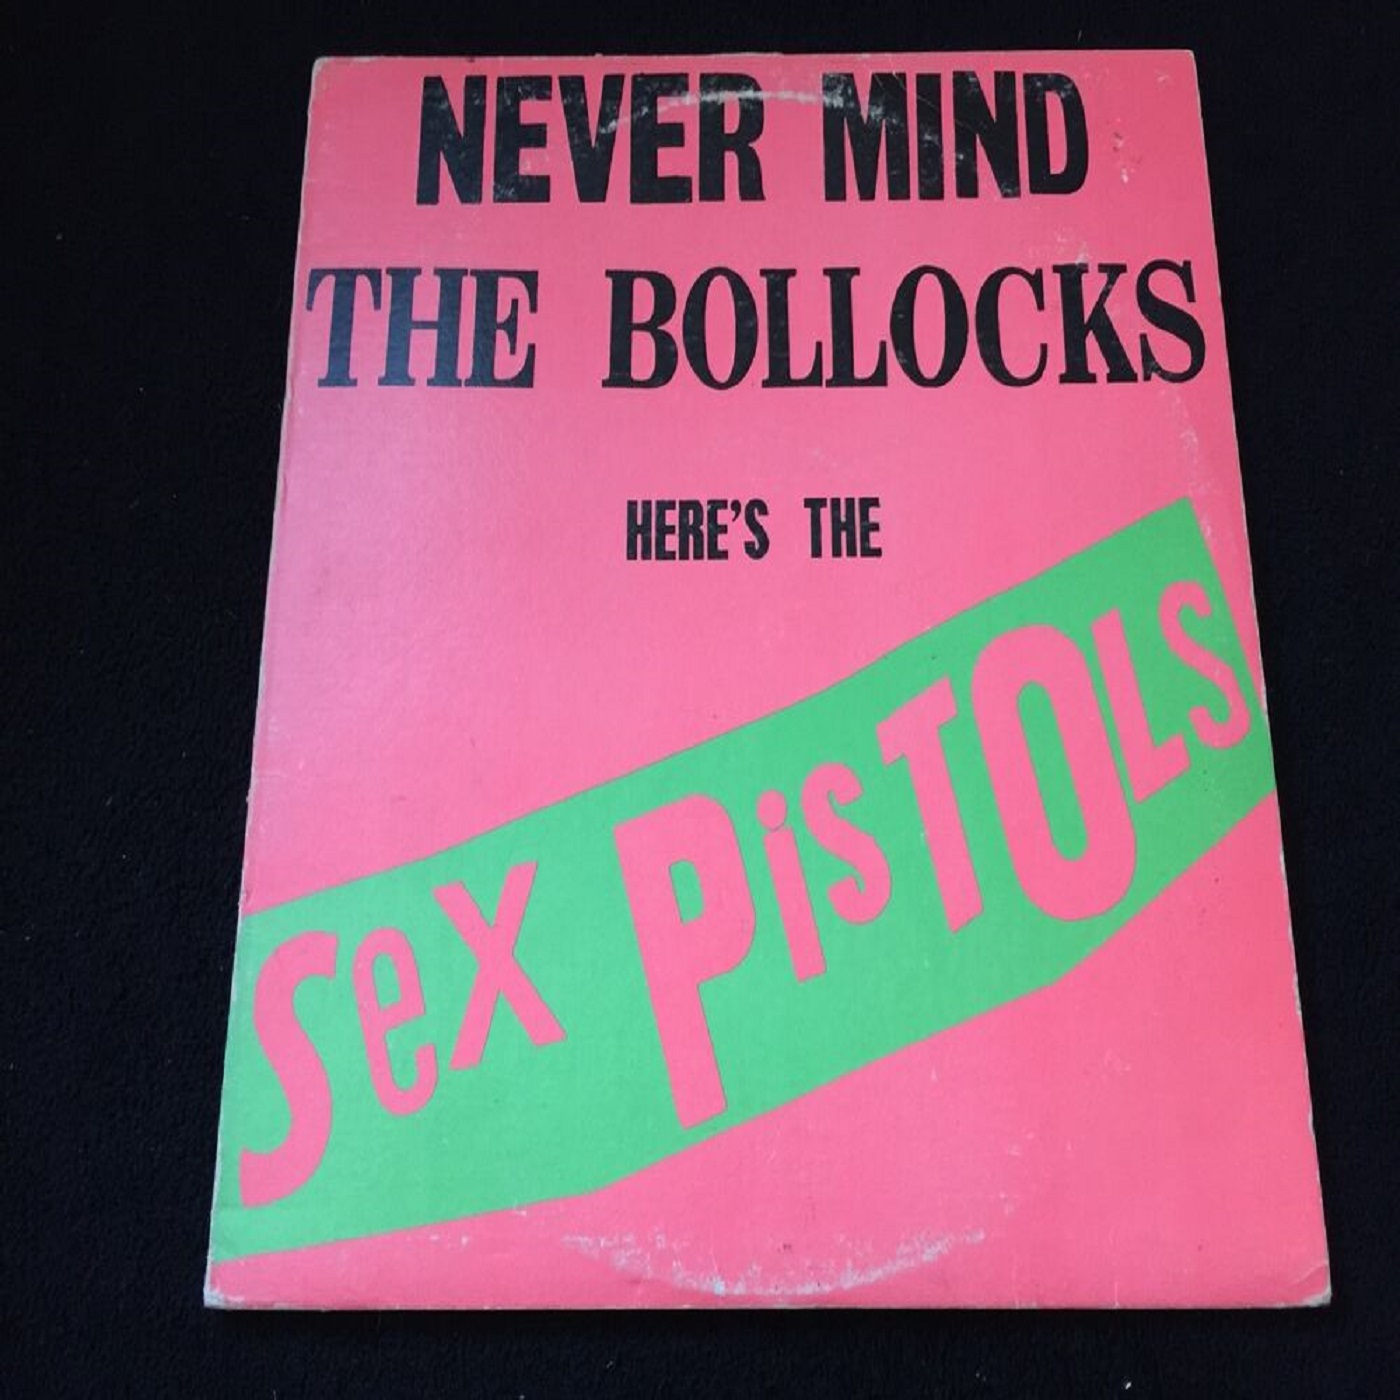 NEVER MIND
THE BOLLOCKS
HERE'S THE
Sex PiSTOLS